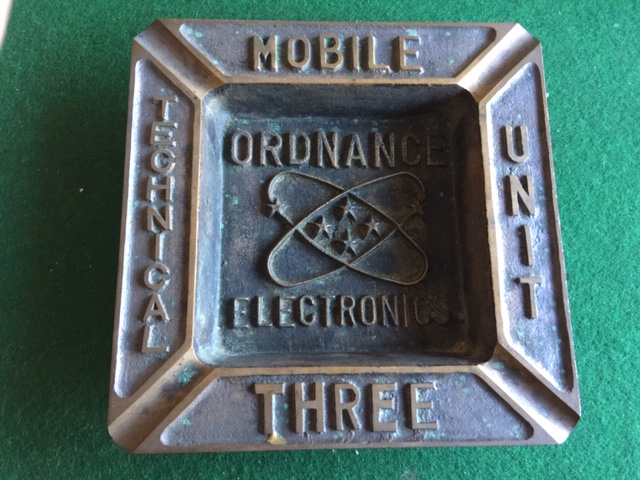 MOBILE
TECHNICAL
UNIT
THREE
ORDNANCE
ELECTRONICS